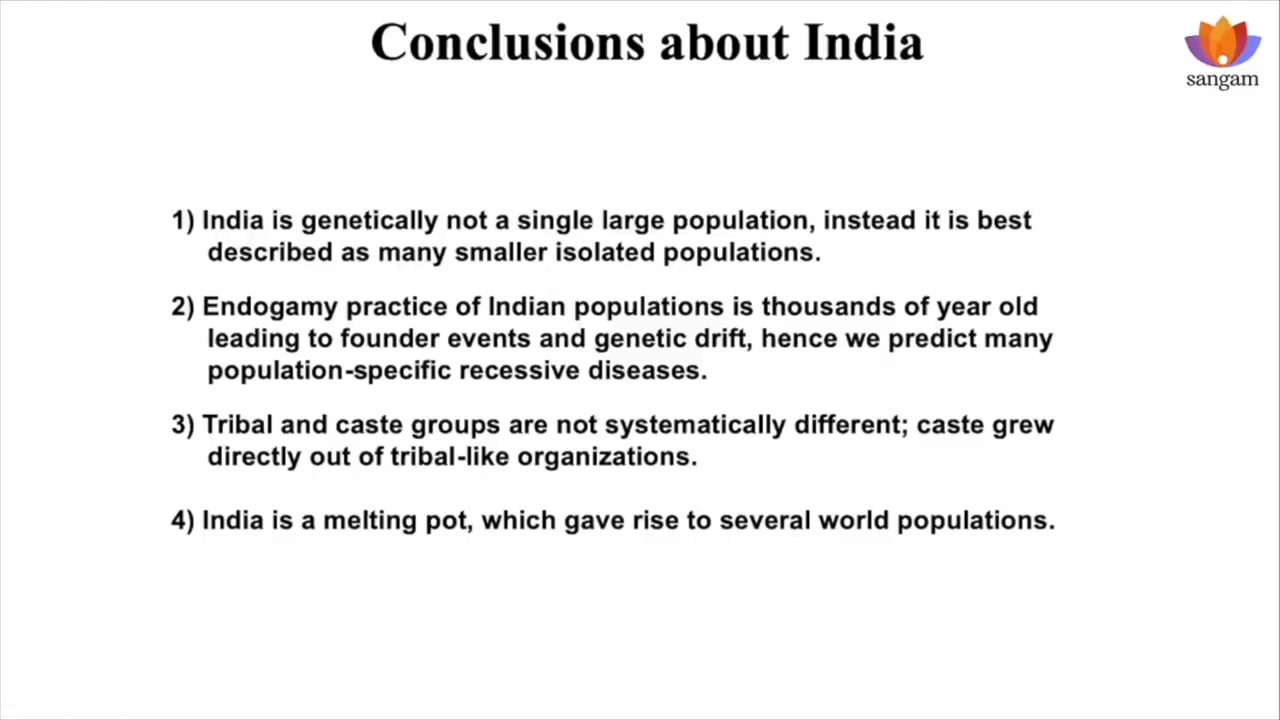 Conclusions about India
sangam
1) India is genetically not a single large population, instead it is best
described as many smaller isolated populations.
2) Endogamy practice of Indian populations is thousands of year old
leading to founder events and genetic drift, hence we predict many
population-specific recessive diseases.
3) Tribal and caste groups are not systematically different; caste grew
directly out of tribal-like organizations.
4) India is a melting pot, which gave rise to several world populations.